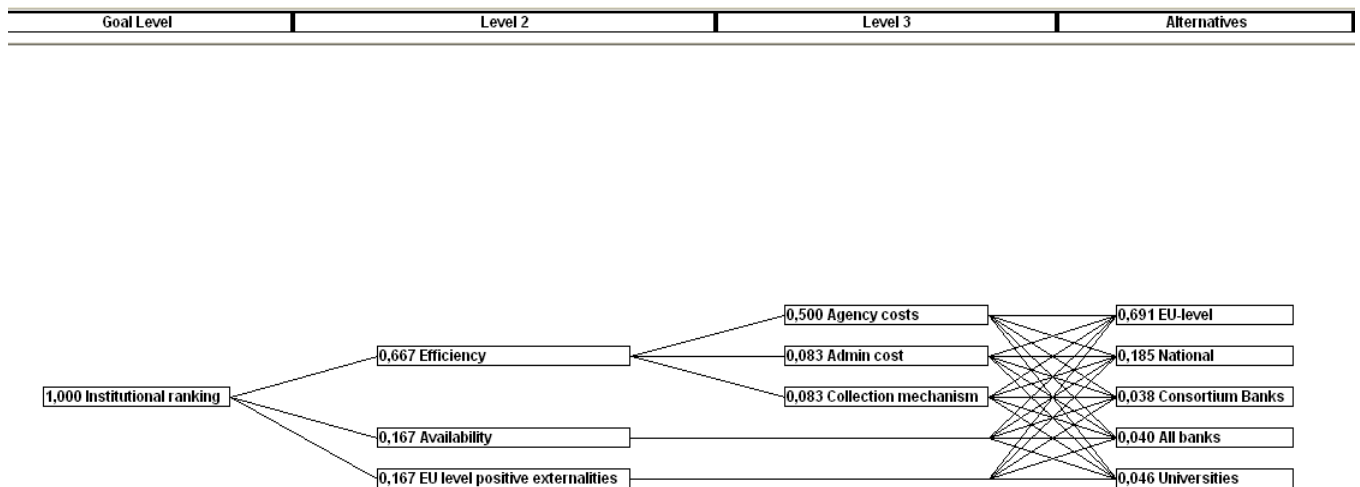 Goal Level
Level 2
Level 3
Alternatives
0,500 Agency costs
0,691 EU-level
0,667 Efficiency
0,083 Admin cost
0,185 National
1,000 Institutional ranking
0,083 Collection mechanism
0,038 Consortium Banks
0,167 Availability
0,040 All banks
0,167 EU level positive externalities
0,046 Universities